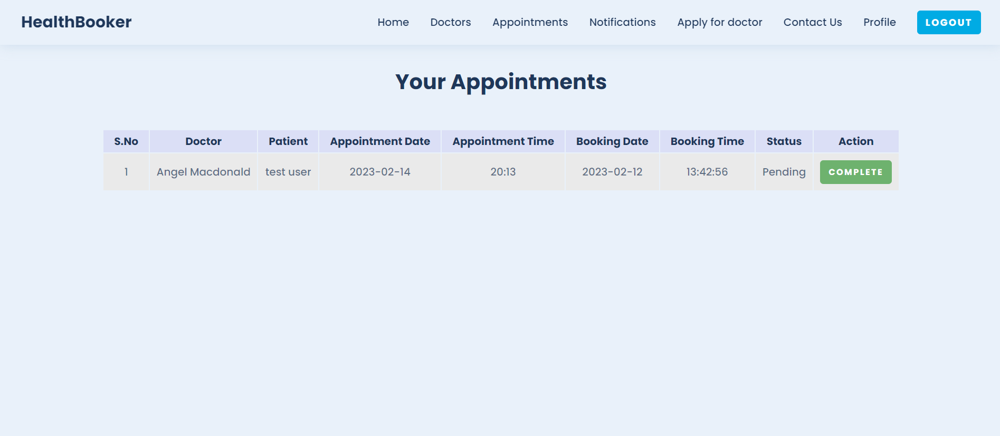 HealthBooker Home Doctors Appointments Notifications Apply for doctor Contact Us Profile LOGOUT
Your Appointments
S.No Doctor Patient Appointment Date Appointment Time Booking Date Booking Time Status Action
1 Angel Macdonald test user 2023-02-14 20:13 2023-02-12 13:42:56 Pending COMPLETE